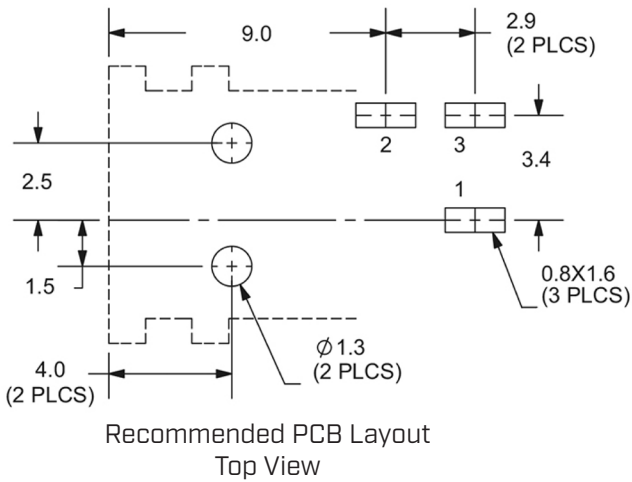 9.0
2.9
(2 PLCS)
2
3
3.4
2.5
1
1.5
0.8X1.6
(3 PLCS)
4.0
(2 PLCS)
∅1.3
(2 PLCS)
Recommended PCB Layout
Top View